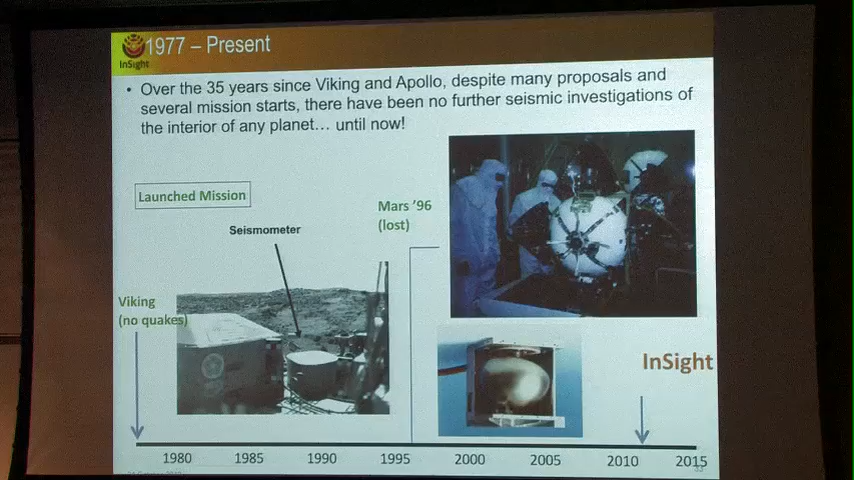 1977 – Present
InSight
• Over the 35 years since Viking and Apollo, despite many proposals and
several mission starts, there have been no further seismic investigations of
the interior of any planet… until now!
Launched Mission
Mars ’96
(lost)
Seismometer
Viking
(no quakes)
InSight
1980 1985 1990 1995 2000 2005 2010 2015